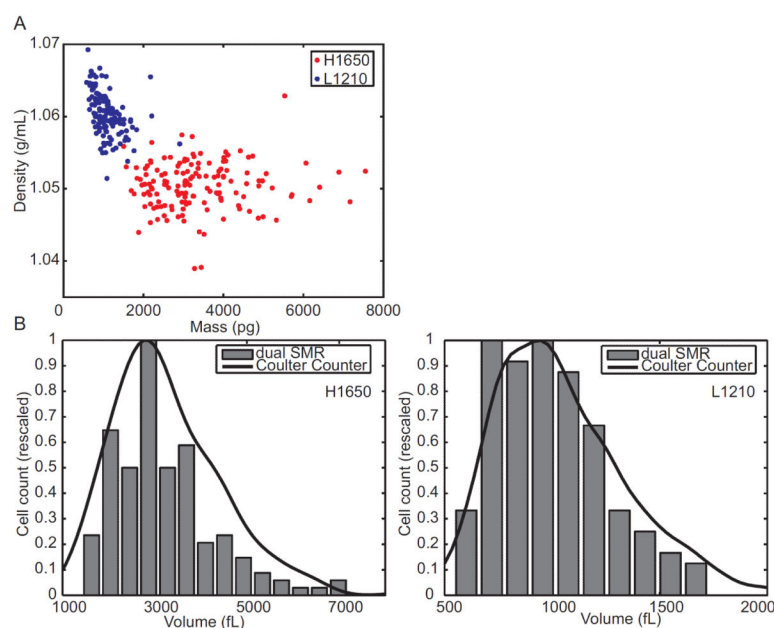 A
1.07
1.06
1.05
1.04
Density (g/mL)
H1650
L1210
0 2000 4000 6000 8000
Mass (pg)
B
1
0.9
0.8
0.7
0.6
0.5
0.4
0.3
0.2
0.1
0
Cell count (rescaled)
dual SMR
Coulter Counter
H1650
1000 3000 5000 7000
Volume (fL)
1
0.9
0.8
0.7
0.6
0.5
0.4
0.3
0.2
0.1
0
Cell count (rescaled)
dual SMR
Coulter Counter
L1210
500 1000 1500 2000
Volume (fL)